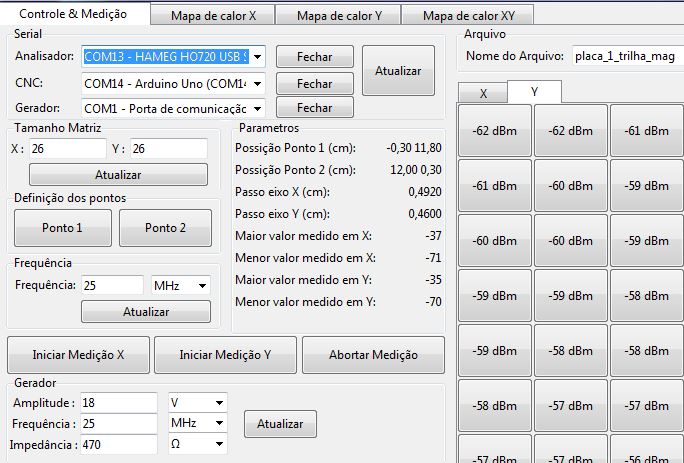 Controle & Medição Mapa de calor X Mapa de calor Y Mapa de calor XY
Serial
Analisador: COM13 - HAMEG HO720 USB S Fechar
CNC: COM14 - Arduino Uno (COM14 Fechar
Gerador: COM1 - Porta de comunicação Fechar
Atualizar
Tamanho Matriz
X : 26 Y : 26
Atualizar
Definição dos pontos
Ponto 1 Ponto 2
Frequência
Frequência: 25 MHz
Atualizar
Parametros
Possição Ponto 1 (cm): -0,30 11,80
Possição Ponto 2 (cm): 12,00 0,30
Passo eixo X (cm): 0,4920
Passo eixo Y (cm): 0,4600
Maior valor medido em X: -37
Menor valor medido em X: -71
Maior valor medido em Y: -35
Menor valor medido em Y: -70
Iniciar Medição X Iniciar Medição Y Abortar Medição
Gerador
Amplitude : 18 V
Frequência : 25 MHz
Impedância : 470 Ω
Atualizar
Arquivo
Nome do Arquivo: placa_1_trilha_mag
X Y
-62 dBm -62 dBm -61 dBm
-61 dBm -60 dBm -59 dBm
-60 dBm -60 dBm -59 dBm
-59 dBm -59 dBm -58 dBm
-59 dBm -58 dBm -58 dBm
-58 dBm -57 dBm -57 dBm
-57 dBm -57 dBm -56 dBm